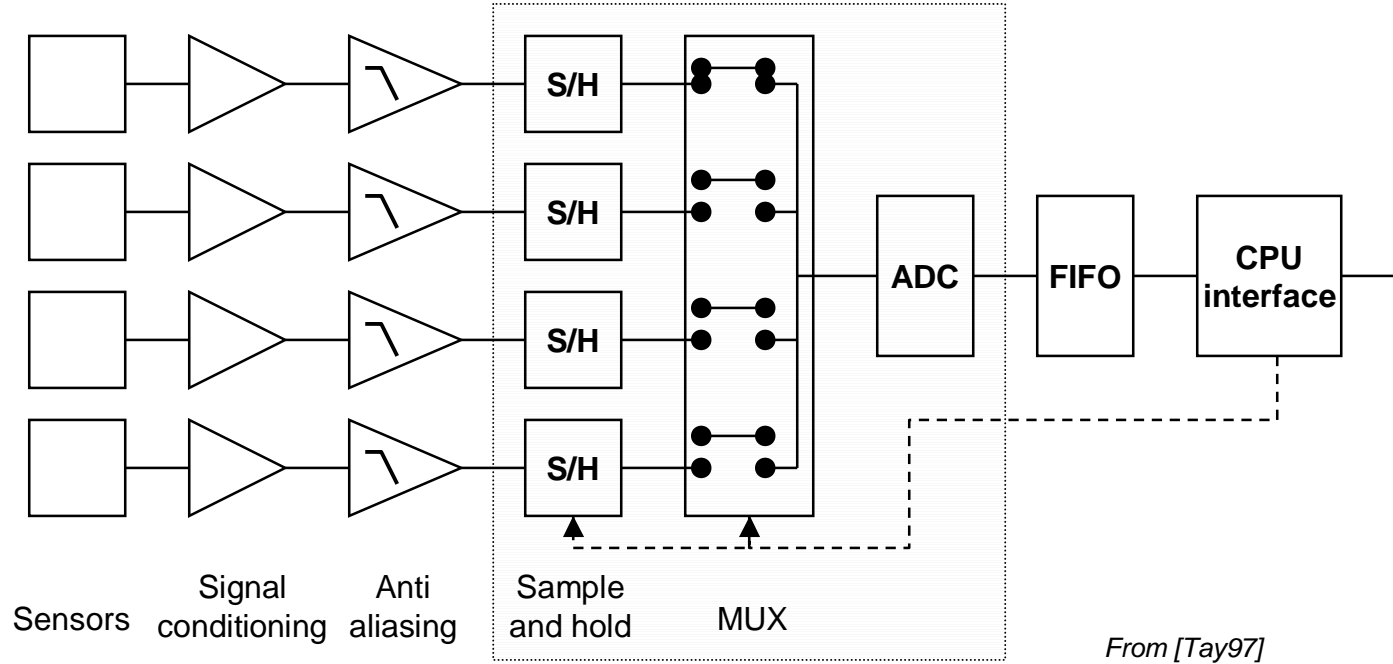 S/H
S/H
S/H
S/H
ADC
FIFO
CPU
interface
Sensors
Signal
conditioning
Anti
aliasing
Sample
and hold
MUX
From [Tay97]